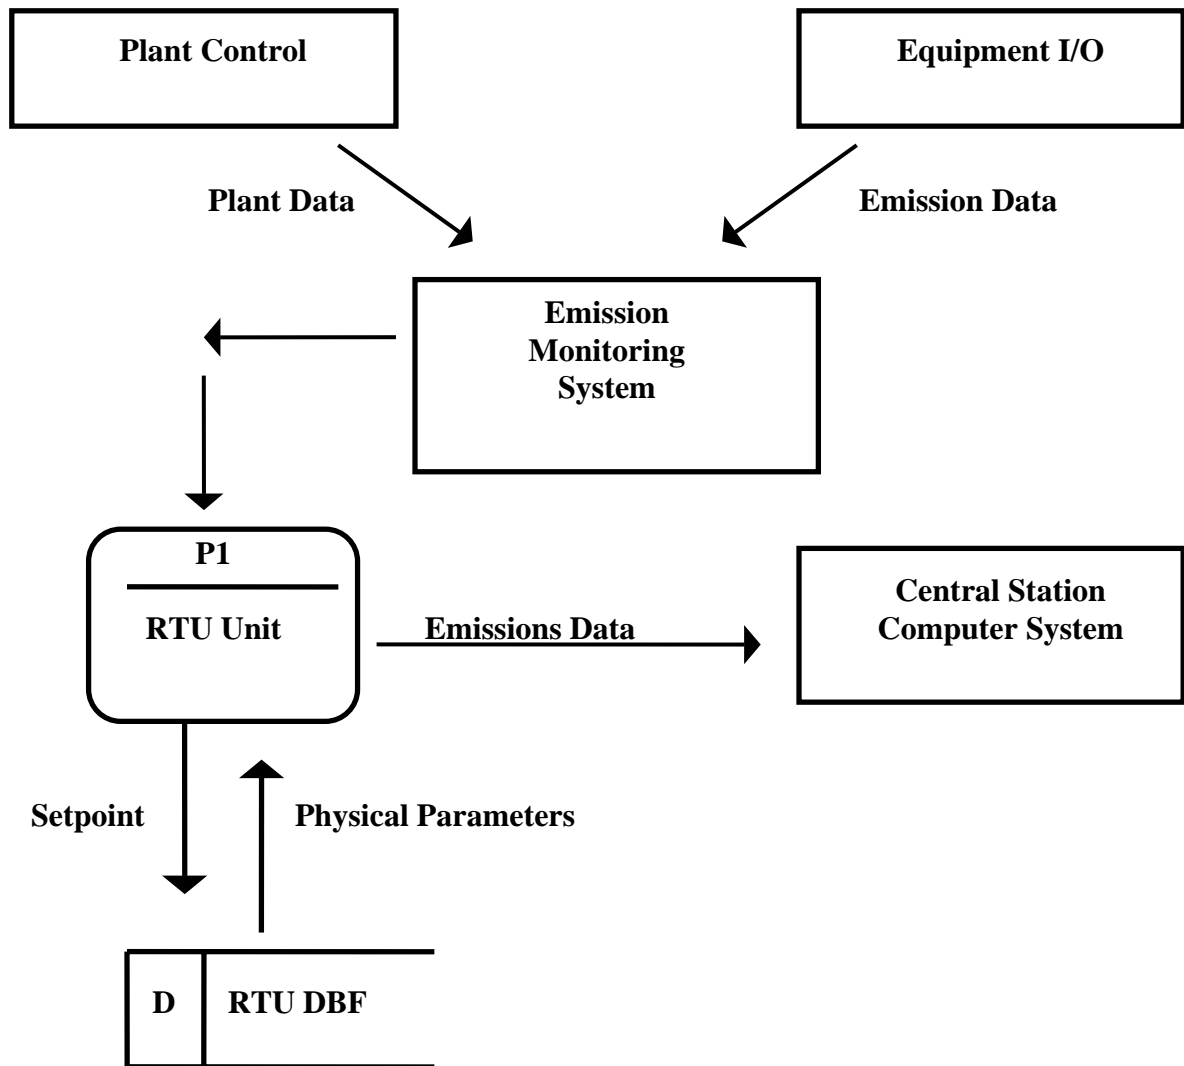 Plant Control
Equipment I/O
Plant Data
Emission Data
Emission
Monitoring
System
P1
RTU Unit
Emissions Data
Central Station
Computer System
Setpoint
Physical Parameters
D
RTU DBF